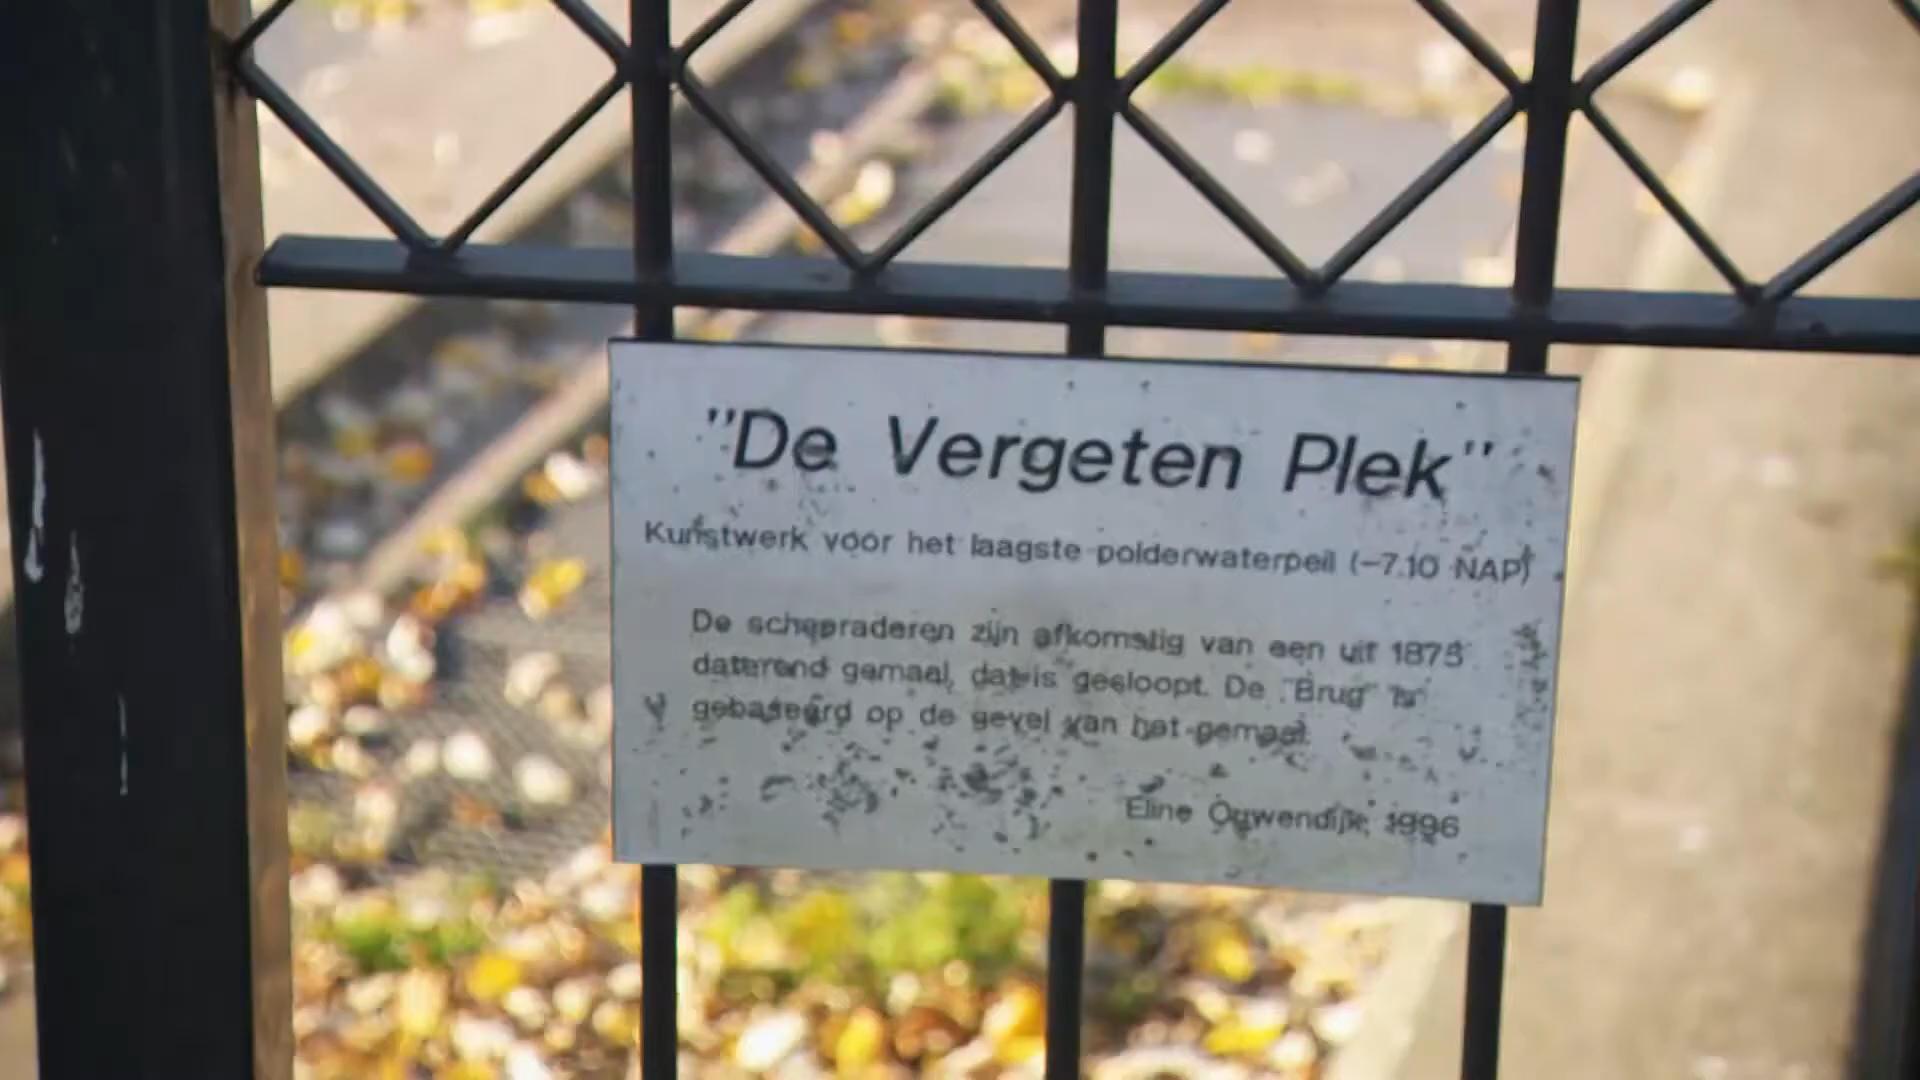 "De Vergeten Plek"
Kunstwerk voor het laagste polderwaterpeil (-7.10 NAP)
De schepraderen zijn afkomstig van een uit
daterend gemaal, dat is gesloopt. De "Brug" is
gebaseerd op de gevel van het gemaal.
Eline Ouwendijk, 1996